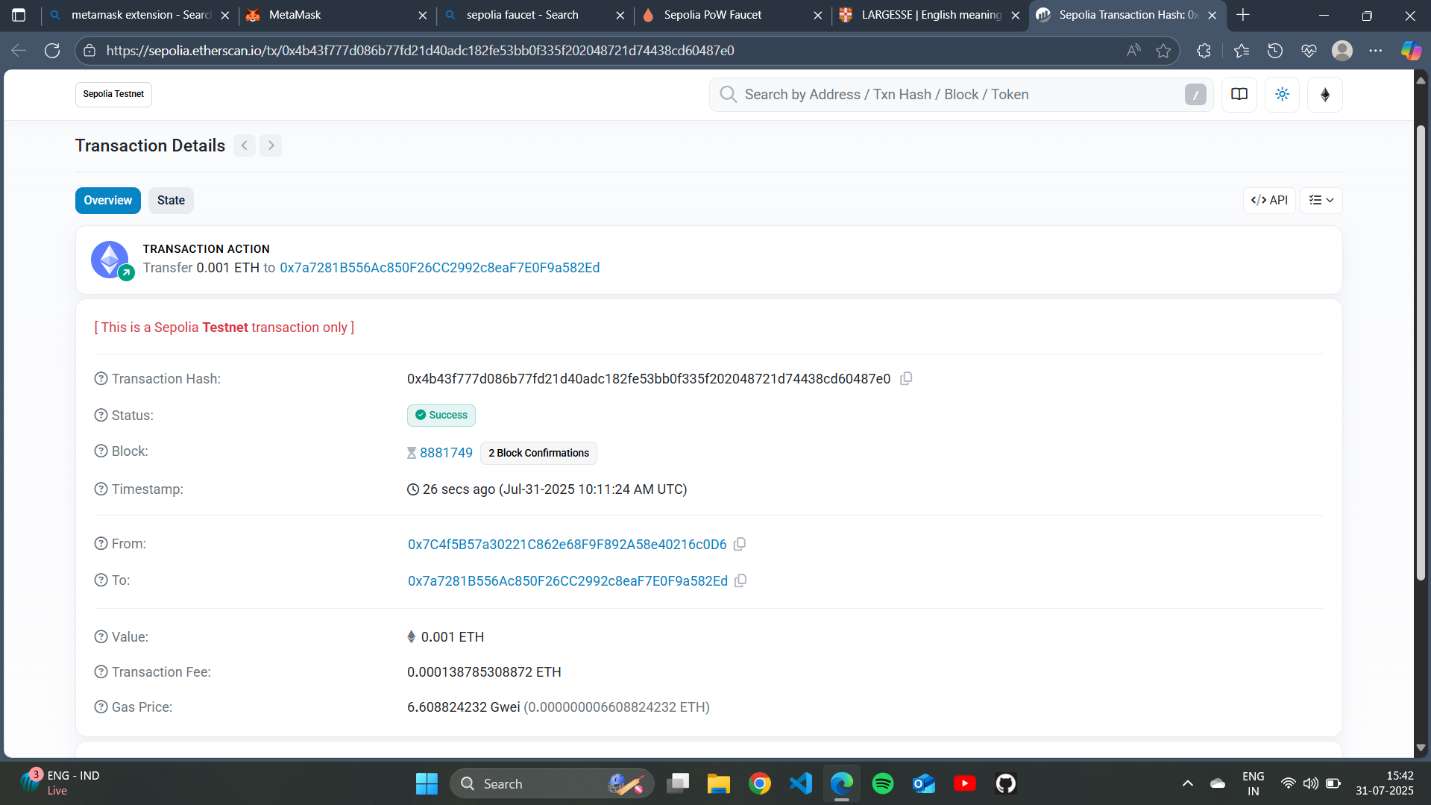 metamask extension - Searc
MetaMask
sepolia faucet - Search
Sepolia PoW Faucet
LARGESSE | English meaning
Sepolia Transaction Hash: 0x
https://sepolia.etherscan.io/tx/0x4b43f777d086b77fd21d40adc182fe53bb0f335f202048721d74438cd60487e0
Sepolia Testnet
Search by Address / Txn Hash / Block / Token
/
Transaction Details
Overview
State
</> API
TRANSACTION ACTION
Transfer 0.001 ETH to 0x7a7281B556Ac850F26CC2992c8eaF7E0F9a582Ed
[ This is a Sepolia Testnet transaction only ]
Transaction Hash:
0x4b43f777d086b77fd21d40adc182fe53bb0f335f202048721d74438cd60487e0
Status:
Success
Block:
8881749
2 Block Confirmations
Timestamp:
26 secs ago (Jul-31-2025 10:11:24 AM UTC)
From:
0x7C4f5B57a30221C862e68F9F892A58e40216c0D6
To:
0x7a7281B556Ac850F26CC2992c8eaF7E0F9a582Ed
Value:
0.001 ETH
Transaction Fee:
0.000138785308872 ETH
Gas Price:
6.608824232 Gwei (0.000000006608824232 ETH)
3
ENG - IND
Live
Search
ENG
IN
15:42
31-07-2025